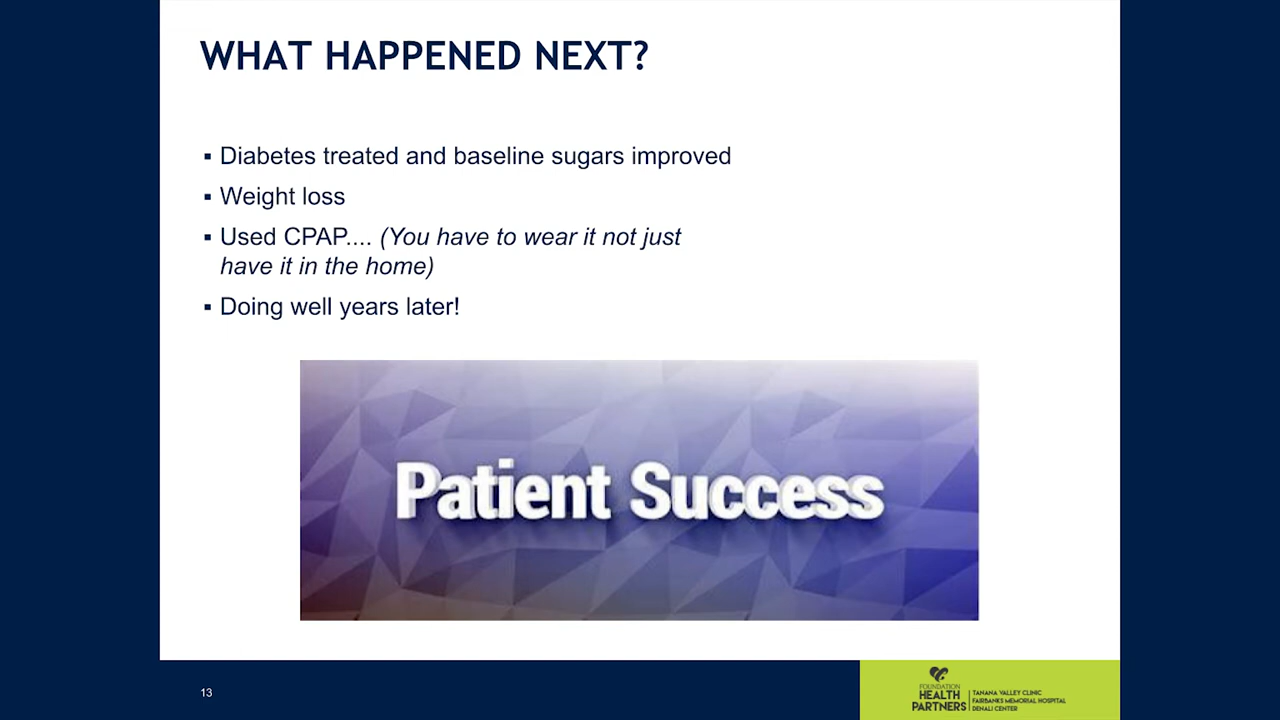 WHAT HAPPENED NEXT?
▪ Diabetes treated and baseline sugars improved
▪ Weight loss
▪ Used CPAP.... (You have to wear it not just
have it in the home)
▪ Doing well years later!
Patient Success
13
FOUNDATION
HEALTH
PARTNERS
TANANA VALLEY CLINIC
FAIRBANKS MEMORIAL HOSPITAL
DENALI CENTER